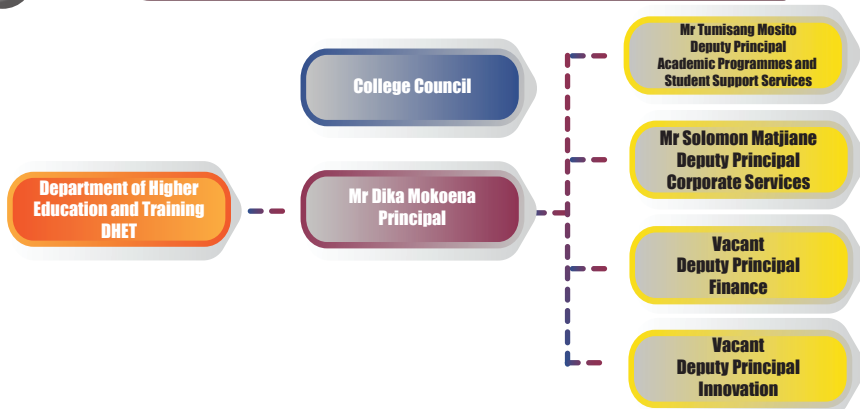 Department of Higher
Education and Training
DHET
College Council
Mr Dika Mokoena
Principal
Mr Tumisang Mosito
Deputy Principal
Academic Programmes and
Student Support Services
Mr Solomon Matjiane
Deputy Principal
Corporate Services
Vacant
Deputy Principal
Finance
Vacant
Deputy Principal
Innovation